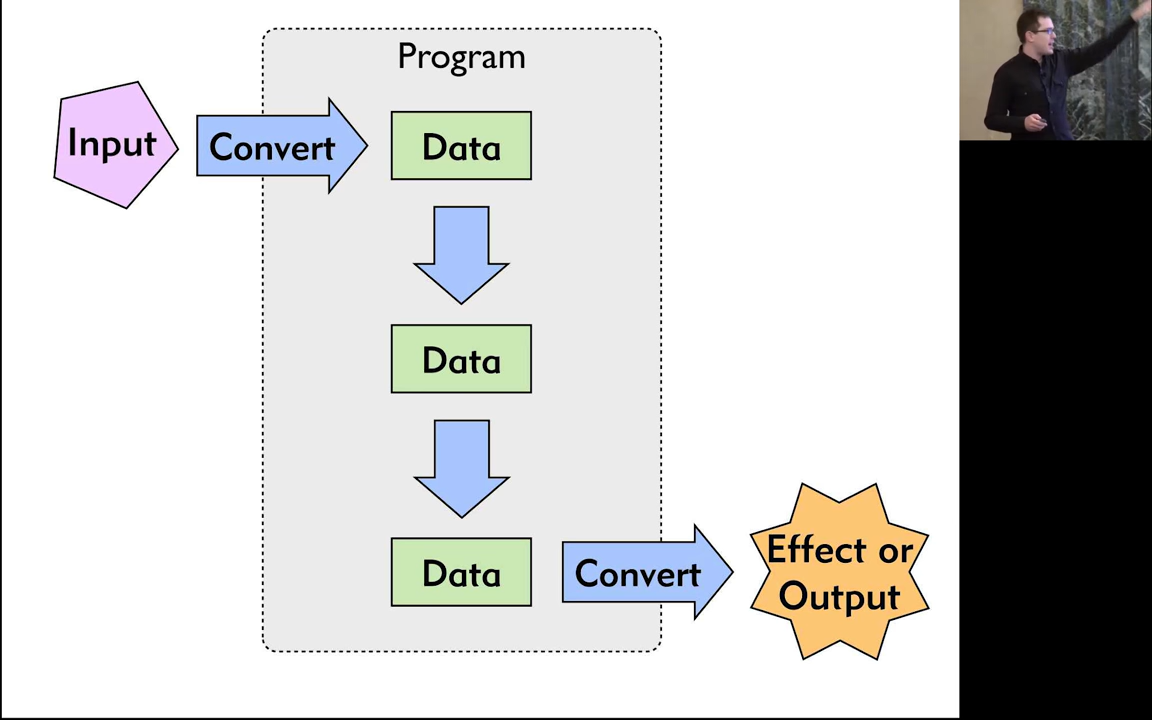 Program
Input
Convert
Data
Data
Data
Convert
Effect or
Output